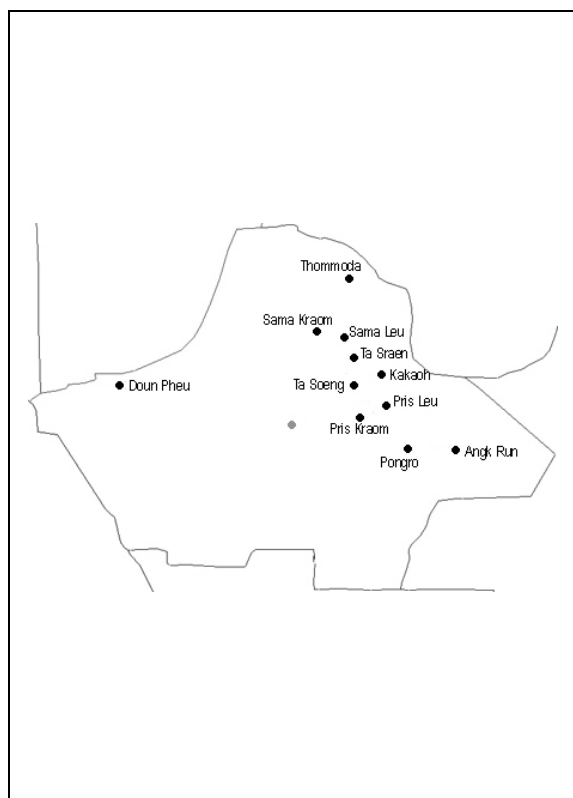 Thommoda
Sama Kraom
Sama Leu
Ta Sraen
Kakaoh
Doun Pheu
Ta Soeng
Pris Leu
Pris Kraom
Pongro
Angk Run